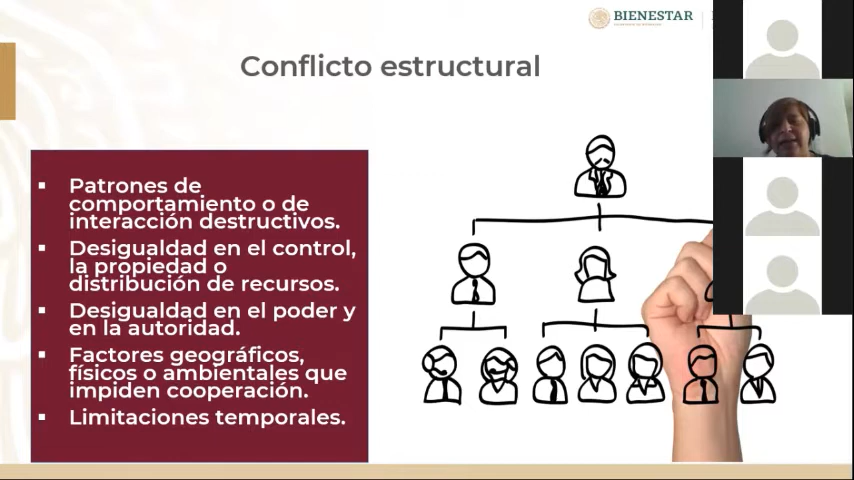 BIENESTAR
Conflicto estructural
▪ Patrones de
comportamiento o de
interacción destructivos.
▪ Desigualdad en el control,
la propiedad o
distribución de recursos.
▪ Desigualdad en el poder y
en la autoridad.
▪ Factores geográficos,
físicos o ambientales que
impiden cooperación.
▪ Limitaciones temporales.